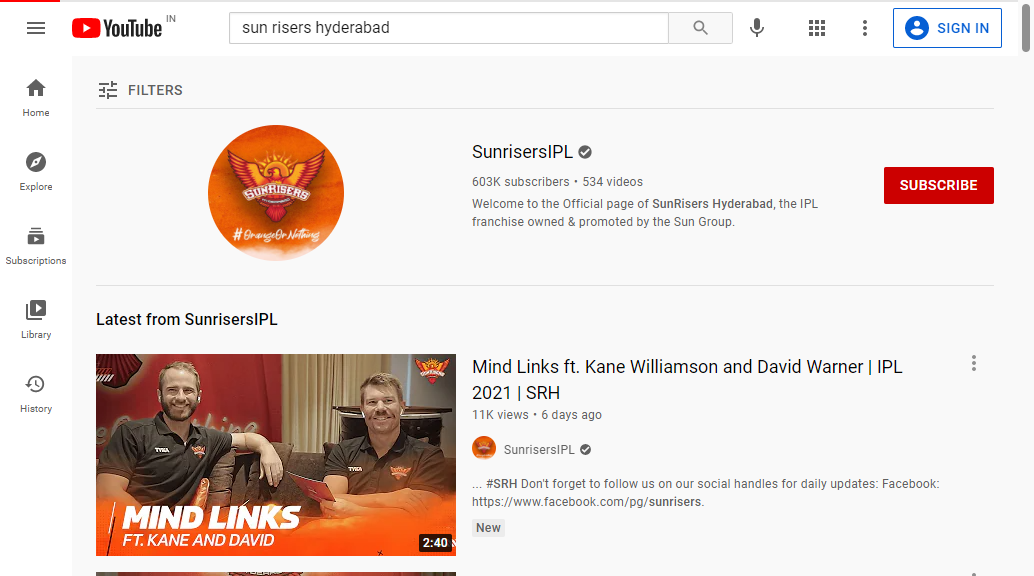 YouTube IN
sun risers hyderabad
SIGN IN
FILTERS
Home
Explore
Subscriptions
Library
History
SUNRISERS
#OrangeOrNothing
SunrisersIPL
603K subscribers • 534 videos
Welcome to the Official page of SunRisers Hyderabad, the IPL
franchise owned & promoted by the Sun Group.
SUBSCRIBE
Latest from SunrisersIPL
TYKA
TYKA
MIND LINKS
FT. KANE AND DAVID
2:40
Mind Links ft. Kane Williamson and David Warner | IPL
2021 | SRH
11K views • 6 days ago
SunrisersIPL
... #SRH Don't forget to follow us on our social handles for daily updates: Facebook:
https://www.facebook.com/pg/sunrisers.
New